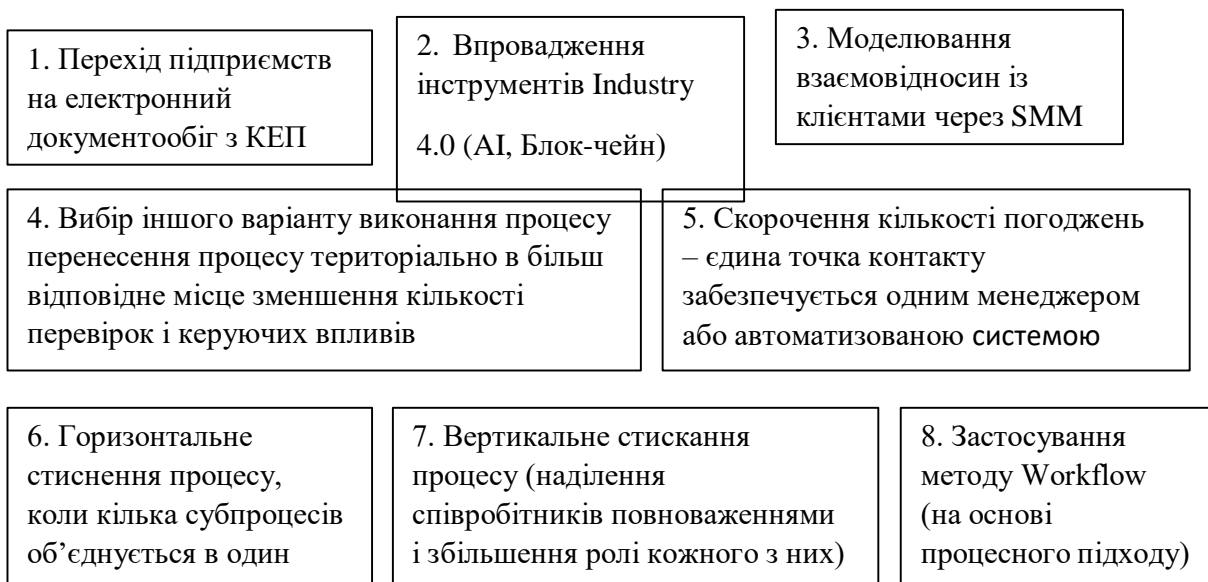 1. Перехід підприємств
на електронний
документообіг з КЕП
2. Впровадження
інструментів Industry
4.0 (AI, Блок-чейн)
3. Моделювання
взаємовідносин із
клієнтами через SMM
4. Вибір іншого варіанту виконання процесу
перенесення процесу територіально в більш
відповідне місце зменшення кількості
перевірок і керуючих впливів
5. Скорочення кількості погоджень
– єдина точка контакту
забезпечується одним менеджером
або автоматизованою системою
6. Горизонтальне
стиснення процесу,
коли кілька субпроцесів
об’єднується в один
7. Вертикальне стискання
процесу (наділення
співробітників повноваженнями
і збільшення ролі кожного з них)
8. Застосування
методу Workflow
(на основі
процесного підходу)